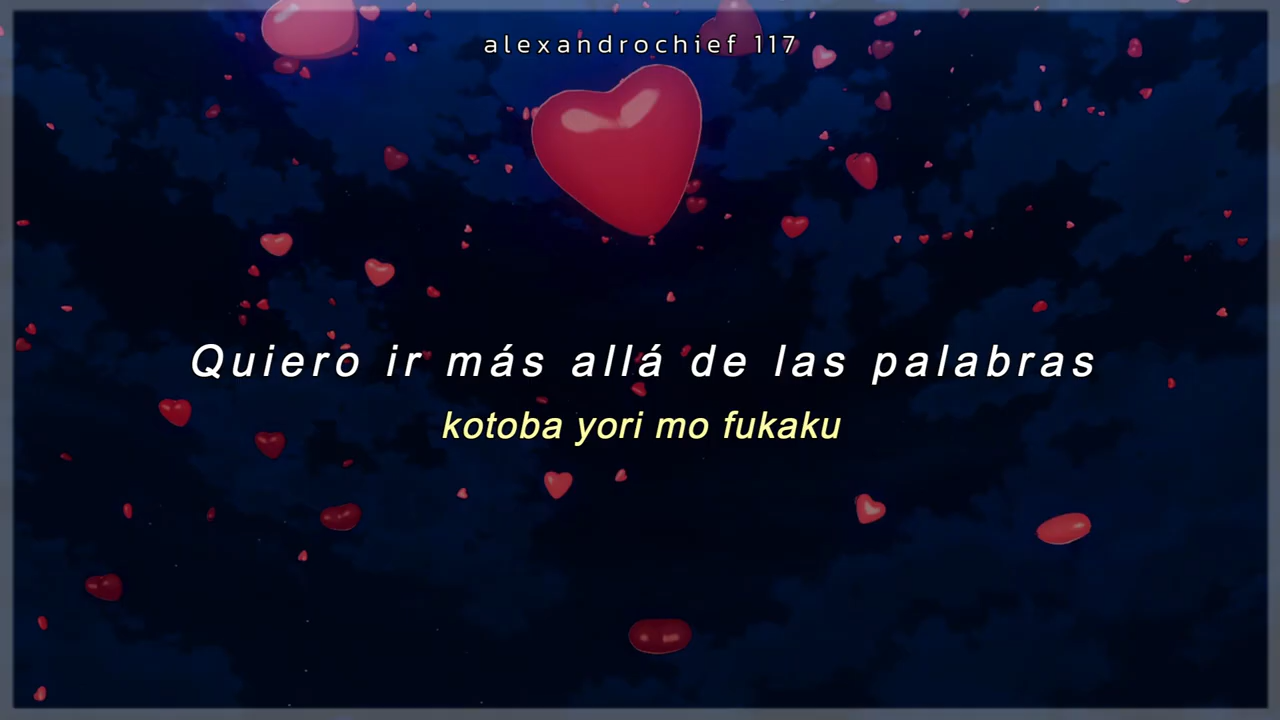 alexandrochief 117
Quiero ir más allá de las palabras
kotoba yori mo fukaku